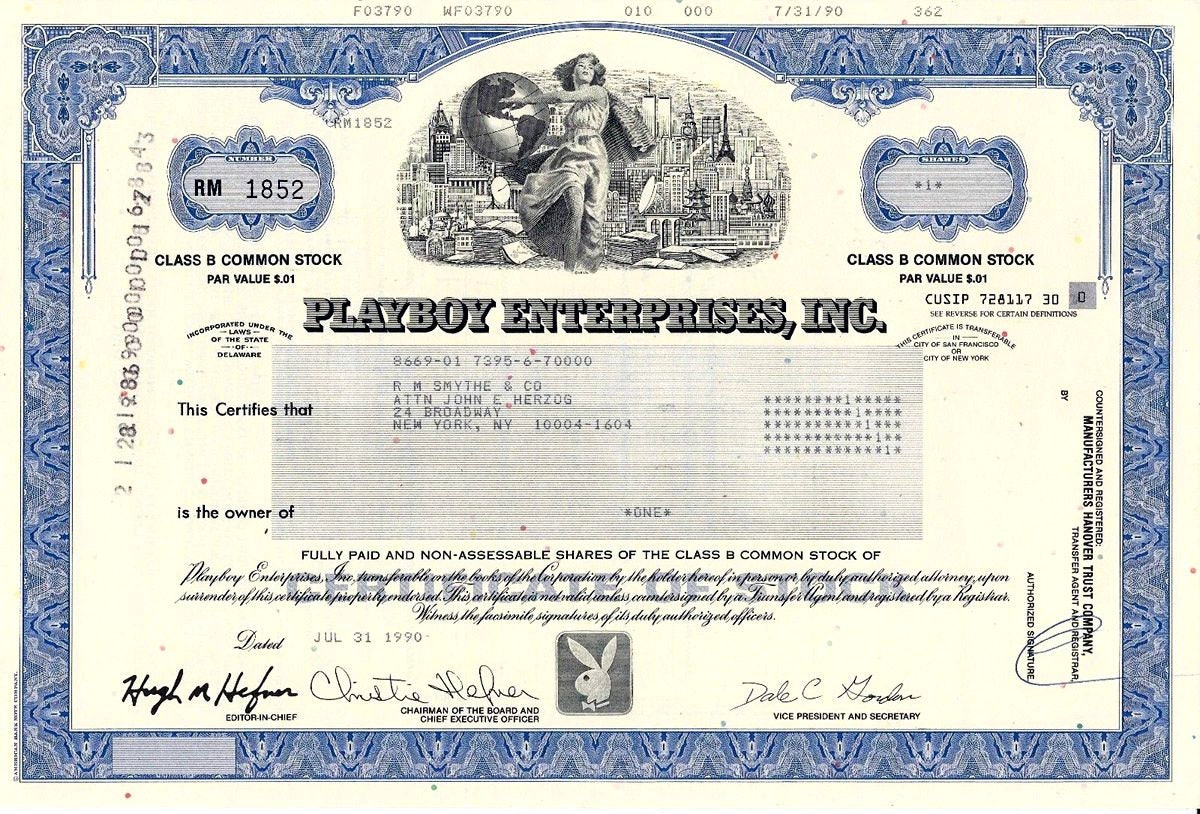 F03790 WF03790 010 000 7/31/90 362
RM1852
NUMBER
RM 1852
SHARES
*1*
CLASS B COMMON STOCK
PAR VALUE $.01
CLASS B COMMON STOCK
PAR VALUE $.01
CUSIP 728117 30 0
SEE REVERSE FOR CERTAIN DEFINITIONS
PLAYBOY ENTERPRISES, INC.
INCORPORATED UNDER THE
LAWS
OF THE STATE
-OF-
DELAWARE
THIS CERTIFICATE IS TRANSFERABLE
IN
CITY OF SAN FRANCISCO
OR
CITY OF NEW YORK
8669-01 7395-6-70000
R M SMYTHE & CO
ATTN JOHN E HERZOG
24 BROADWAY
NEW YORK, NY 10004-1604
This Certifies that
********1*****
*********1****
**********1***
***********1**
************1*
is the owner of
*ONE*
FULLY PAID AND NON-ASSESSABLE SHARES OF THE CLASS B COMMON STOCK OF
Playboy Enterprises, Inc., transferable on the books of the Corporation by the holder hereof in person or by duly authorized attorney, upon
surrender of this certificate properly endorsed. This certificate is not valid unless countersigned by a Transfer Agent, and registered by a Registrar.
Witness, the facsimile signatures, of its, duly authorized, officers.
Dated JUL 31 1990
Hugh M Hefner
EDITOR-IN-CHIEF
Christie Hefner
CHAIRMAN OF THE BOARD AND
CHIEF EXECUTIVE OFFICER
Dale C Gordon
VICE PRESIDENT AND SECRETARY
COUNTERSIGNED AND REGISTERED:
MANUFACTURERS HANOVER TRUST COMPANY,
TRANSFER AGENT AND REGISTRAR
BY
AUTHORIZED SIGNATURE
© AMERICAN BANK NOTE COMPANY.